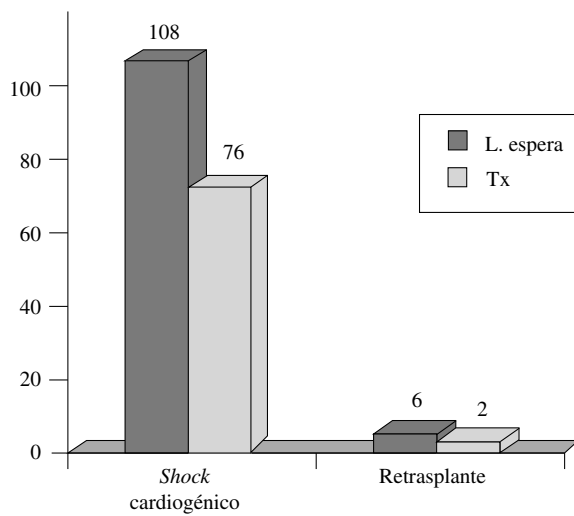 108
100
76
L. espera
80
Tx
60
40
20
6
2
0
Shock
cardiogénico
Retrasplante